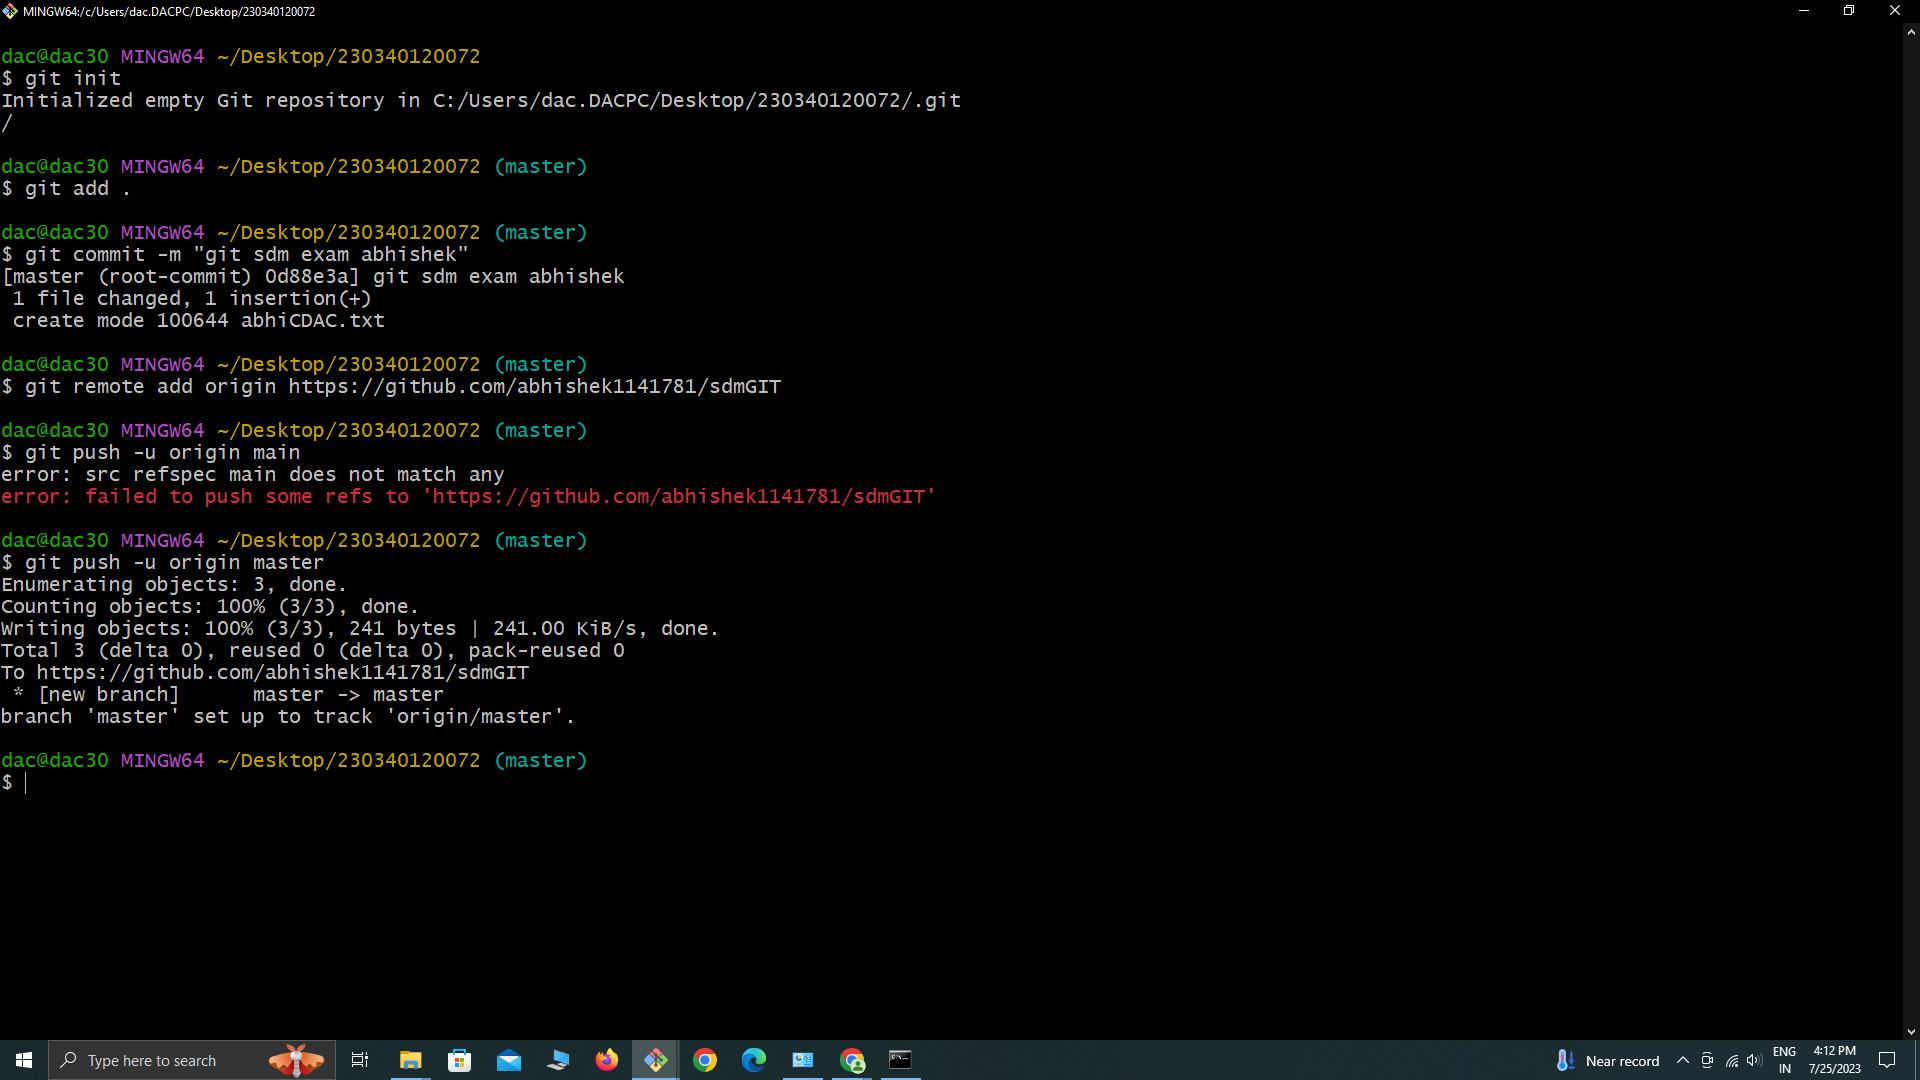 MINGW64:/c/Users/dac.DACPC/Desktop/230340120072
dac@dac30 MINGW64 ~/Desktop/230340120072
$ git init
Initialized empty Git repository in C:/Users/dac.DACPC/Desktop/230340120072/.git
/
dac@dac30 MINGW64 ~/Desktop/230340120072 (master)
$ git add .
dac@dac30 MINGW64 ~/Desktop/230340120072 (master)
$ git commit -m "git sdm exam abhishek"
[master (root-commit) 0d88e3a] git sdm exam abhishek
 1 file changed, 1 insertion(+)
 create mode 100644 abhiCDAC.txt
dac@dac30 MINGW64 ~/Desktop/230340120072 (master)
$ git remote add origin https://github.com/abhishek1141781/sdmGIT
dac@dac30 MINGW64 ~/Desktop/230340120072 (master)
$ git push -u origin main
error: src refspec main does not match any
error: failed to push some refs to 'https://github.com/abhishek1141781/sdmGIT'
dac@dac30 MINGW64 ~/Desktop/230340120072 (master)
$ git push -u origin master
Enumerating objects: 3, done.
Counting objects: 100% (3/3), done.
Writing objects: 100% (3/3), 241 bytes | 241.00 KiB/s, done.
Total 3 (delta 0), reused 0 (delta 0), pack-reused 0
To https://github.com/abhishek1141781/sdmGIT
 * [new branch]      master -> master
branch 'master' set up to track 'origin/master'.
dac@dac30 MINGW64 ~/Desktop/230340120072 (master)
$
Type here to search
Near record
ENG
IN
4:12 PM
7/25/2023